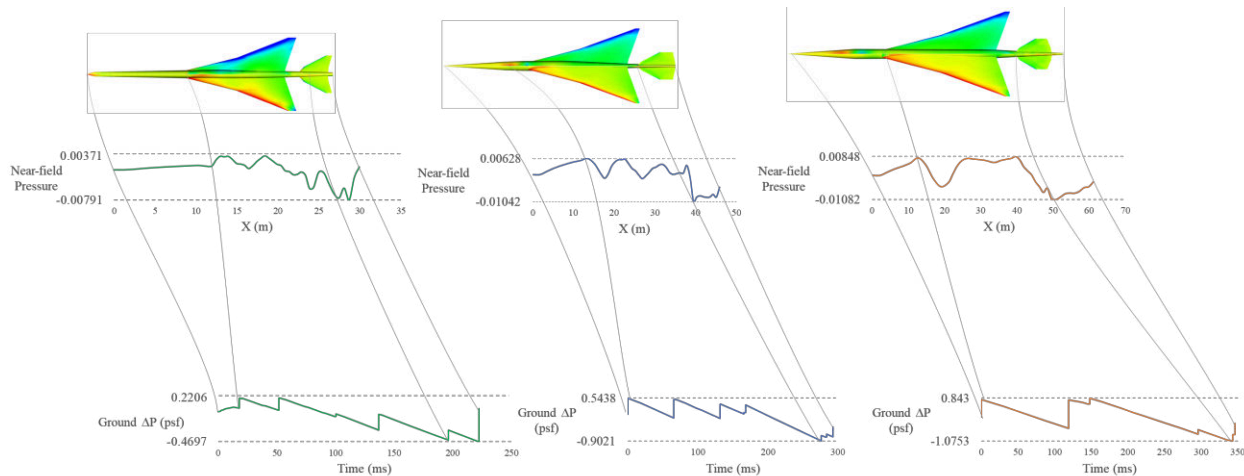 0.00371
Near-field
Pressure
-0.00791
0 5 10 15 20 25 30 35
X (m)
0.00628
Near-field
Pressure
-0.01042
0 10 20 30 40 50
X (m)
0.00848
Near-field
Pressure
-0.01082
0 10 20 30 40 50 60 70
X (m)
0.2206
Ground ΔP (psf)
-0.4697
0 50 100 150 200 250
Time (ms)
0.5438
Ground ΔP
(psf)
-0.9021
0 100 200 300
Time (ms)
0.843
Ground ΔP
(psf)
-1.0753
0 50 100 150 200 250 300 350
Time (ms)